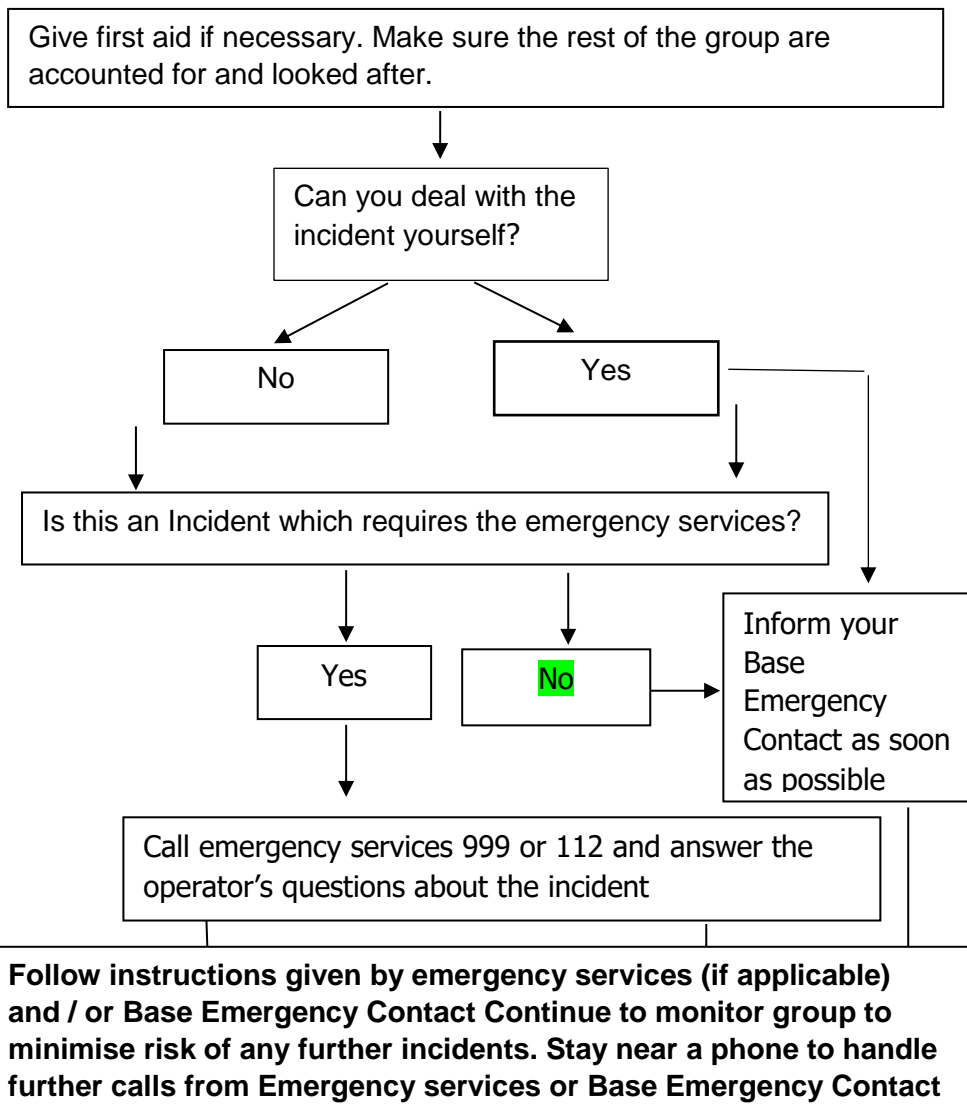 Give first aid if necessary. Make sure the rest of the group are
accounted for and looked after.
Can you deal with the
incident yourself?
No
Yes
Is this an Incident which requires the emergency services?
Yes
No
Inform your
Base
Emergency
Contact as soon
as possible
Call emergency services 999 or 112 and answer the
operator’s questions about the incident
Follow instructions given by emergency services (if applicable)
and / or Base Emergency Contact Continue to monitor group to
minimise risk of any further incidents. Stay near a phone to handle
further calls from Emergency services or Base Emergency Contact